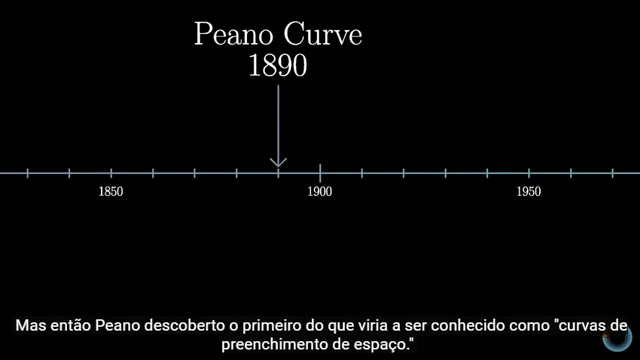 Peano Curve
1890
1850
1900
1950
Mas então Peano descoberto o primeiro do que viria a ser conhecido como "curvas de
preenchimento de espaço."